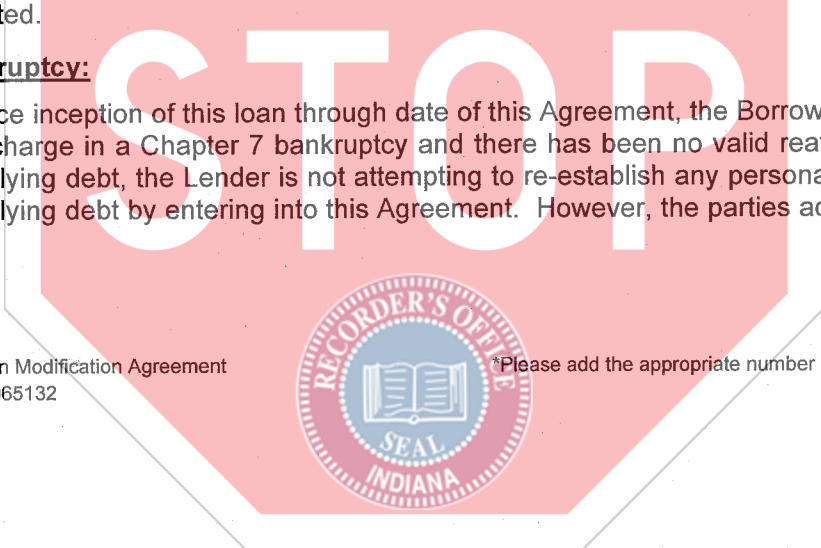 ted.
ruptcy:
ce inception of this loan through date of this Agreement, the Borrow
charge in a Chapter 7 bankruptcy and there has been no valid rea
lying debt, the Lender is not attempting to re-establish any persona
lying debt by entering into this Agreement. However, the parties ac
STOP
n Modification Agreement
*Please add the appropriate number
65132
RECORDER'S OFFICE
SEAL
INDIANA